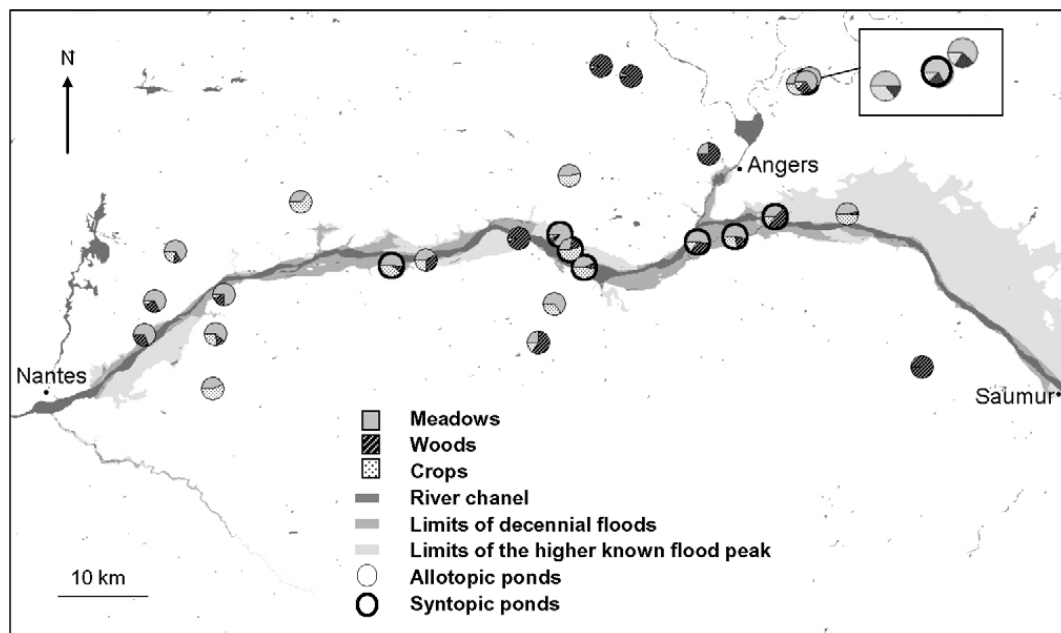 N
Angers
Nantes
Saumur
Meadows
Woods
Crops
River chanel
Limits of decennial floods
Limits of the higher known flood peak
Allotopic ponds
Syntopic ponds
10 km